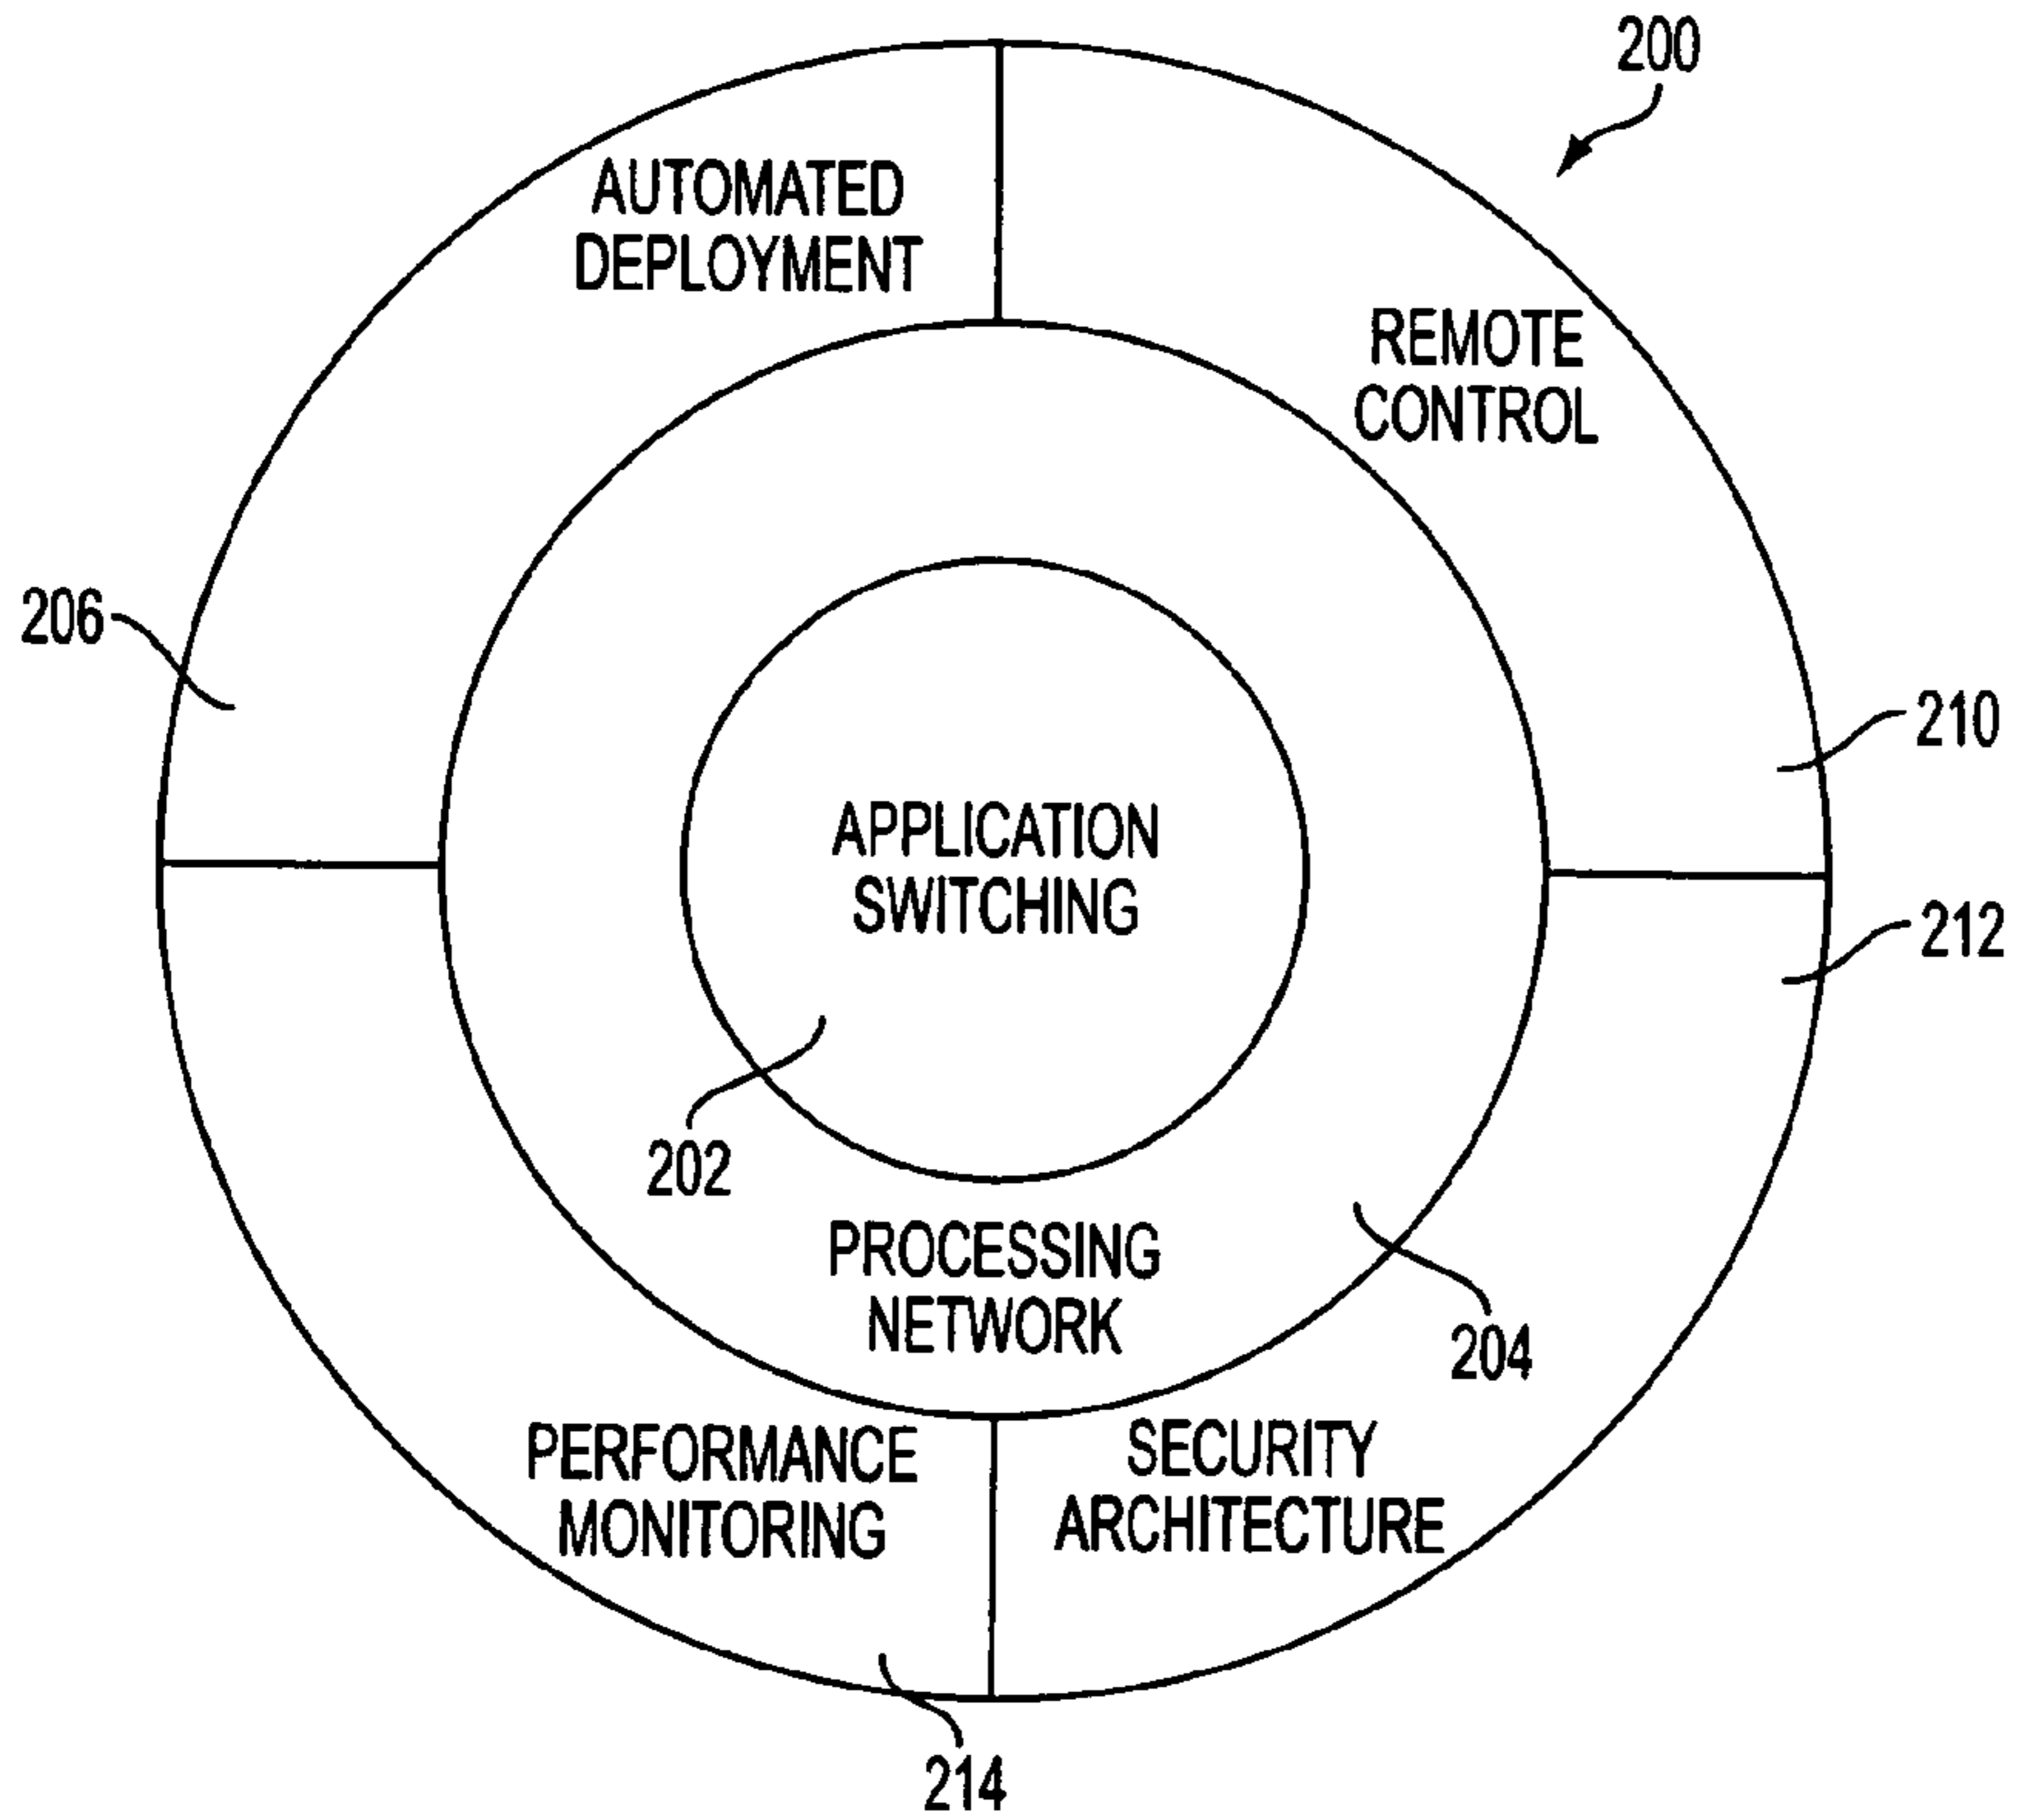 200
AUTOMATED
DEPLOYMENT
REMOTE
CONTROL
206
210
APPLICATION
SWITCHING
212
202
PROCESSING
NETWORK
204
PERFORMANCE
MONITORING
SECURITY
ARCHITECTURE
214